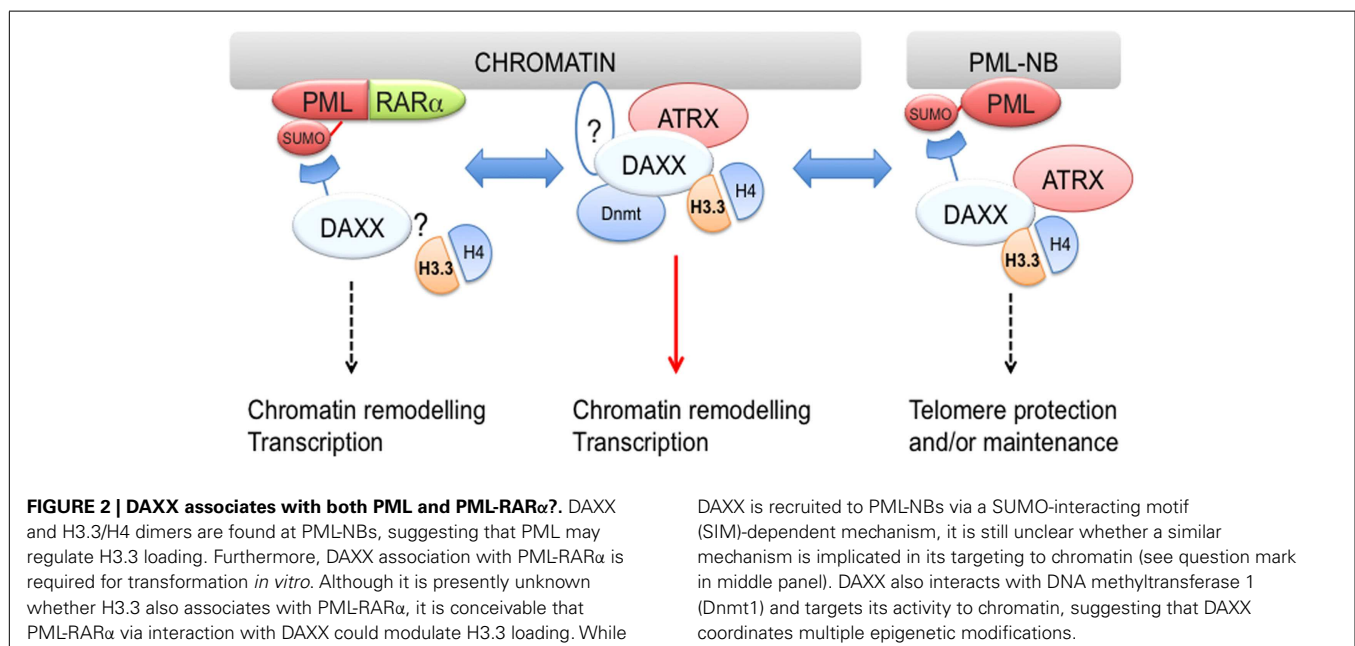 CHROMATIN
PML-NB
PML RARα
SUMO
DAXX
?
H3.3
H4
?
ATRX
DAXX
Dnmt
H3.3
H4
SUMO
PML
ATRX
DAXX
H3.3
H4
Chromatin remodelling
Transcription
Chromatin remodelling
Transcription
Telomere protection
and/or maintenance
FIGURE 2 | DAXX associates with both PML and PML-RARα?. DAXX
and H3.3/H4 dimers are found at PML-NBs, suggesting that PML may
regulate H3.3 loading. Furthermore, DAXX association with PML-RARα is
required for transformation in vitro. Although it is presently unknown
whether H3.3 also associates with PML-RARα, it is conceivable that
PML-RARα via interaction with DAXX could modulate H3.3 loading. While
DAXX is recruited to PML-NBs via a SUMO-interacting motif
(SIM)-dependent mechanism, it is still unclear whether a similar
mechanism is implicated in its targeting to chromatin (see question mark
in middle panel). DAXX also interacts with DNA methyltransferase 1
(Dnmt1) and targets its activity to chromatin, suggesting that DAXX
coordinates multiple epigenetic modifications.